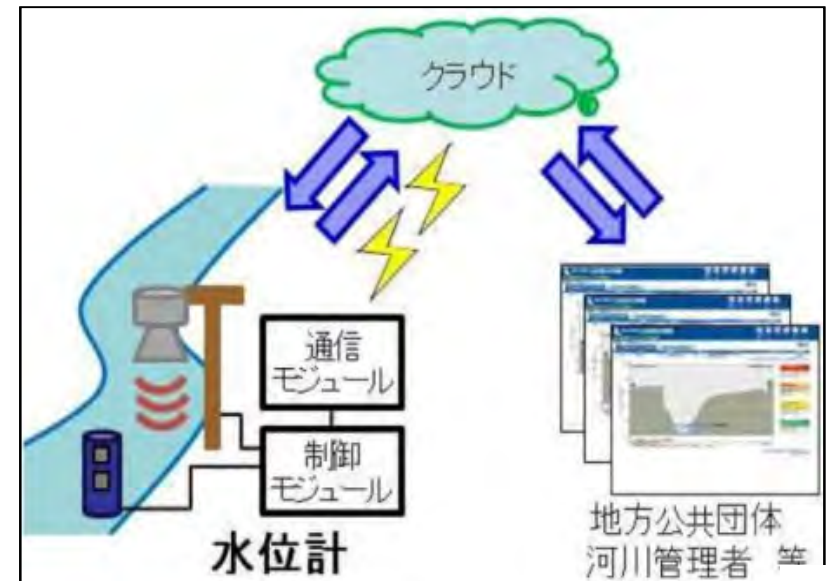 クラウド
通信
モジュール
制御
モジュール
水位計
地方公共団体
河川管理者 等